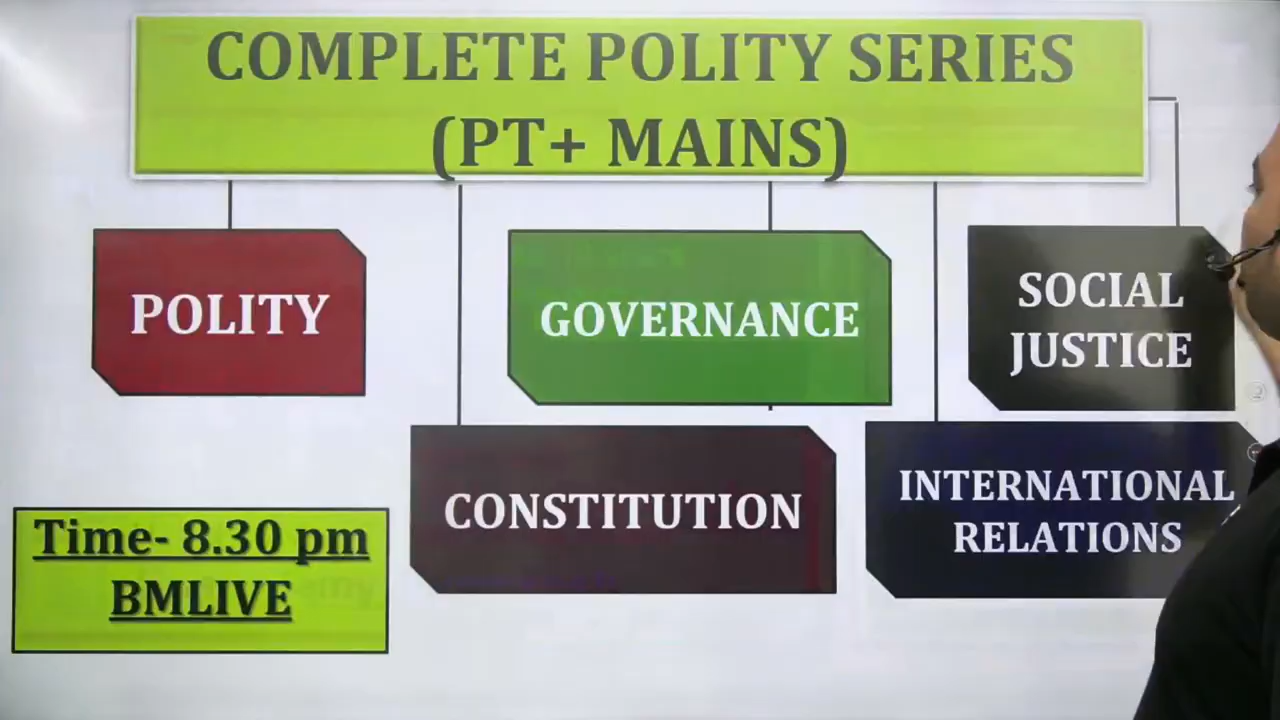 COMPLETE POLITY SERIES
(PT+ MAINS)
POLITY
GOVERNANCE
SOCIAL
JUSTICE
CONSTITUTION
INTERNATIONAL
RELATIONS
Time- 8.30 pm
BMLIVE